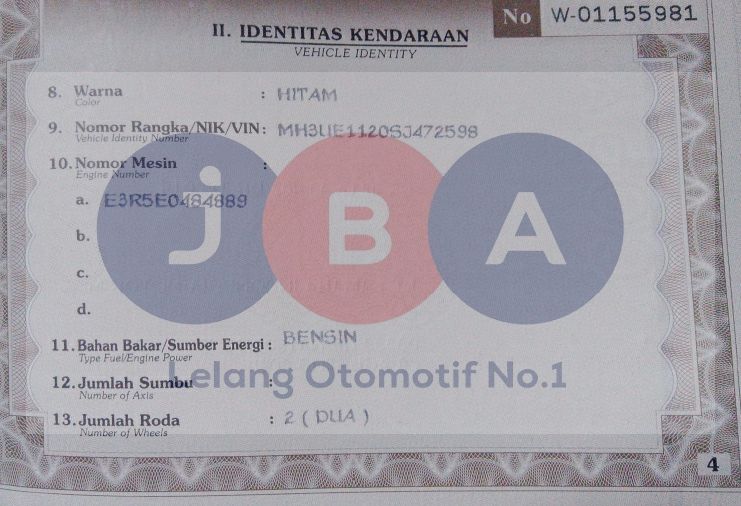 No W-01155981
II. IDENTITAS KENDARAAN
VEHICLE IDENTITY
8. Warna : HITAM
Color
9. Nomor Rangka/NIK/VIN : MH3UE1120SJ472598
Vehicle Identity Number
10. Nomor Mesin :
Engine Number
a. E3R5E0484889
b.
c.
d.
jBA
11. Bahan Bakar/Sumber Energi : BENSIN
Type Fuel/Engine Power
Lelang Otomotif No.1
12. Jumlah Sumbu :
Number of Axis
13. Jumlah Roda : 2 ( DUA )
Number of Wheels
4